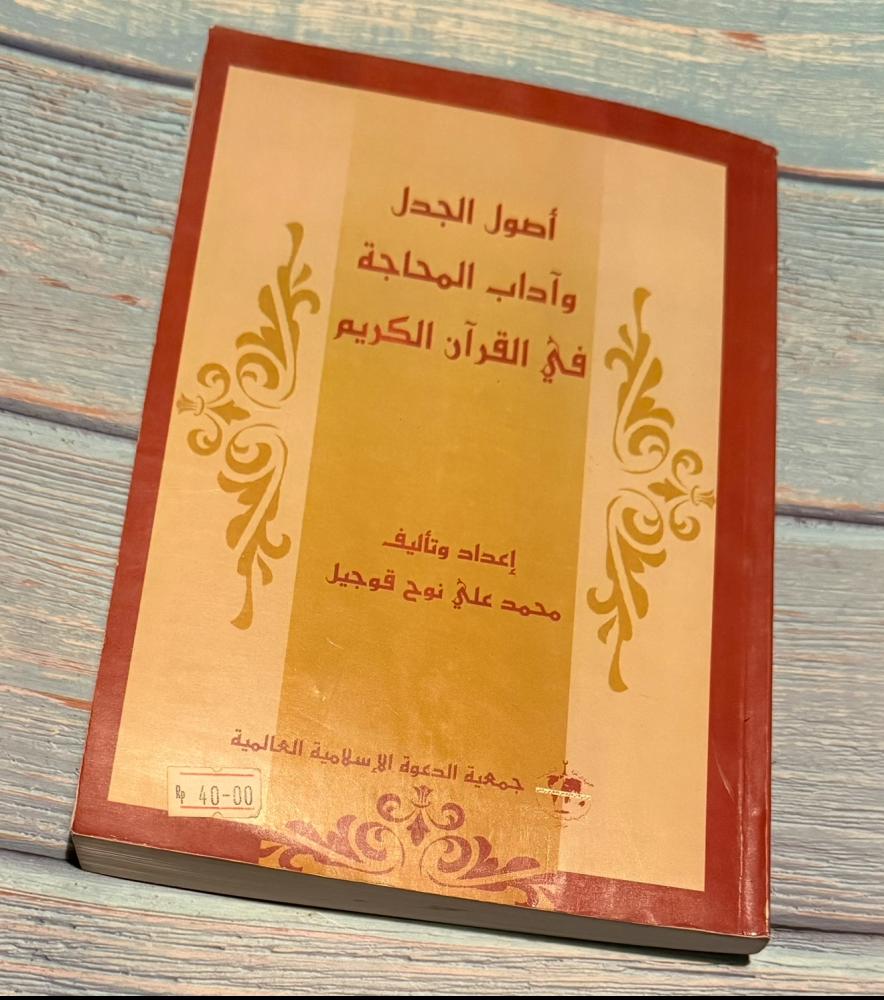 أصول الجدل
وآداب المحاجة
في القرآن الكريم
إعداد وتأليف
محمد علي نوح قوجيل
جمعية الدعوة الإسلامية العالمية
Rp 40-00